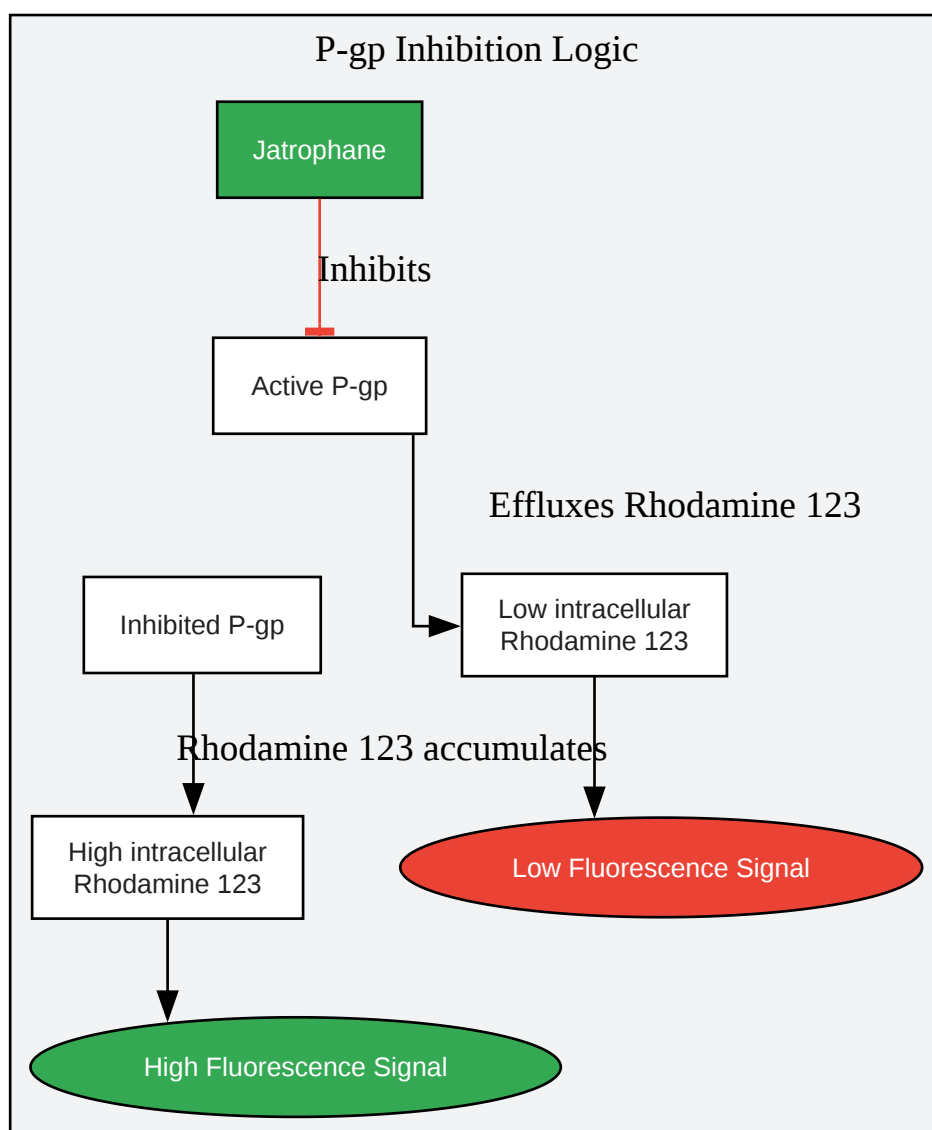 P-gp Inhibition Logic
Jatrophane
Inhibits
Active P-gp
Effluxes Rhodamine 123
Inhibited P-gp
Low intracellular
Rhodamine 123
Rhodamine 123 accumulates
High intracellular
Rhodamine 123
Low Fluorescence Signal
High Fluorescence Signal